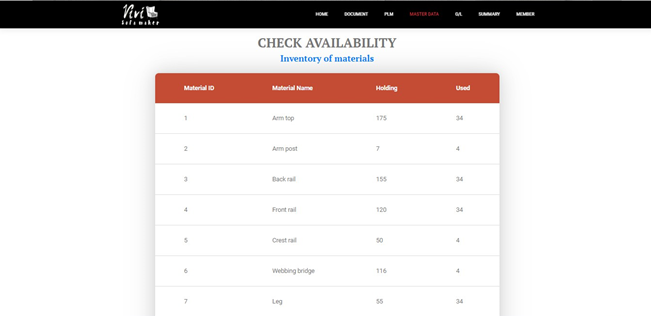 Vivi
Sofa maker
HOME DOCUMENT PLM MASTER DATA G/L SUMMARY MEMBER
CHECK AVAILABILITY
Inventory of materials
Material ID Material Name Holding Used
1 Arm top 175 34
2 Arm post 7 4
3 Back rail 155 34
4 Front rail 120 34
5 Crest rail 50 4
6 Webbing bridge 116 4
7 Leg 55 34